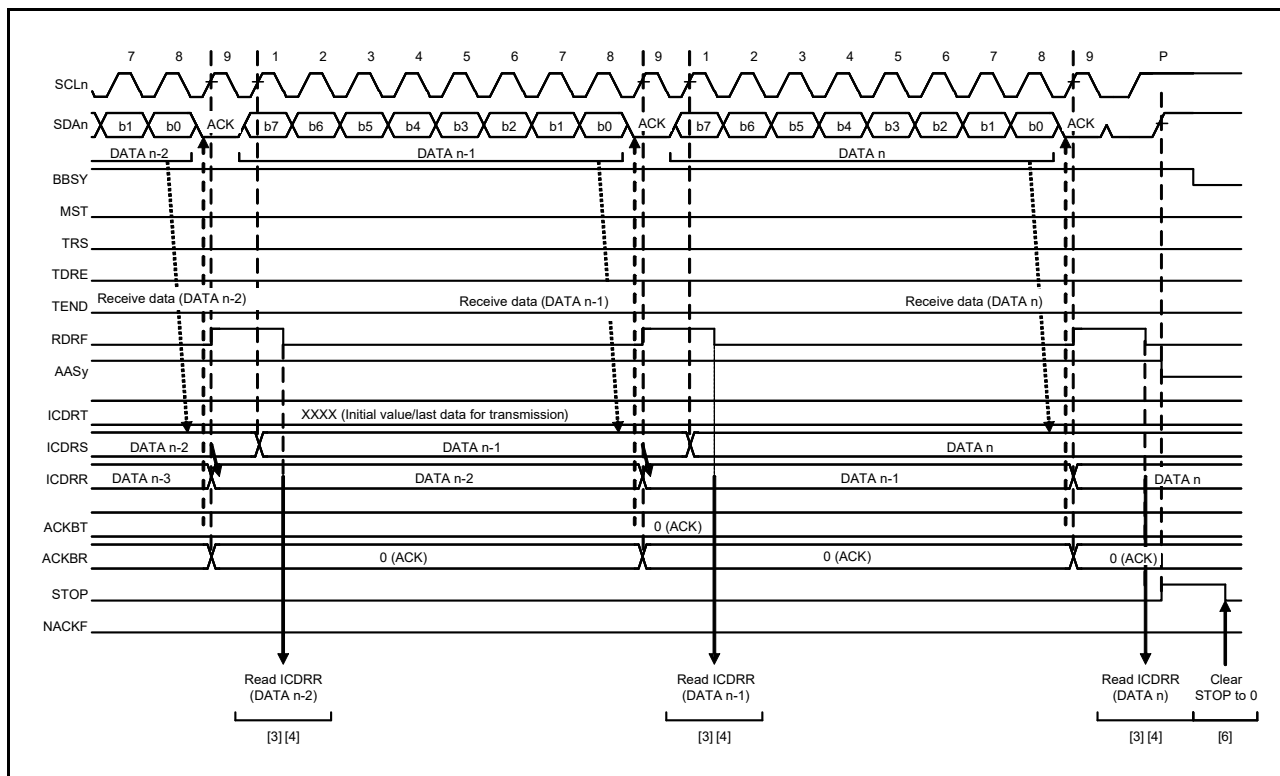 7 8 9 1 2 3 4 5 6 7 8 9 1 2 3 4 5 6 7 8 9 P
SCLn
SDAn b1 b0 ACK b7 b6 b5 b4 b3 b2 b1 b0 ACK b7 b6 b5 b4 b3 b2 b1 b0 ACK
DATA n-2 DATA n-1 DATA n
BBSY
MST
TRS
TDRE
TEND
Receive data (DATA n-2) Receive data (DATA n-1) Receive data (DATA n)
RDRF
AASy
ICDRT XXXX (Initial value/last data for transmission)
ICDRS DATA n-2 DATA n-1 DATA n
ICDRR DATA n-3 DATA n-2 DATA n-1 DATA n
ACKBT 0 (ACK)
ACKBR 0 (ACK) 0 (ACK) 0 (ACK)
STOP
NACKF
Read ICDRR Read ICDRR Read ICDRR Clear
(DATA n-2) (DATA n-1) (DATA n) STOP to 0
[3] [4] [3] [4] [3] [4] [6]